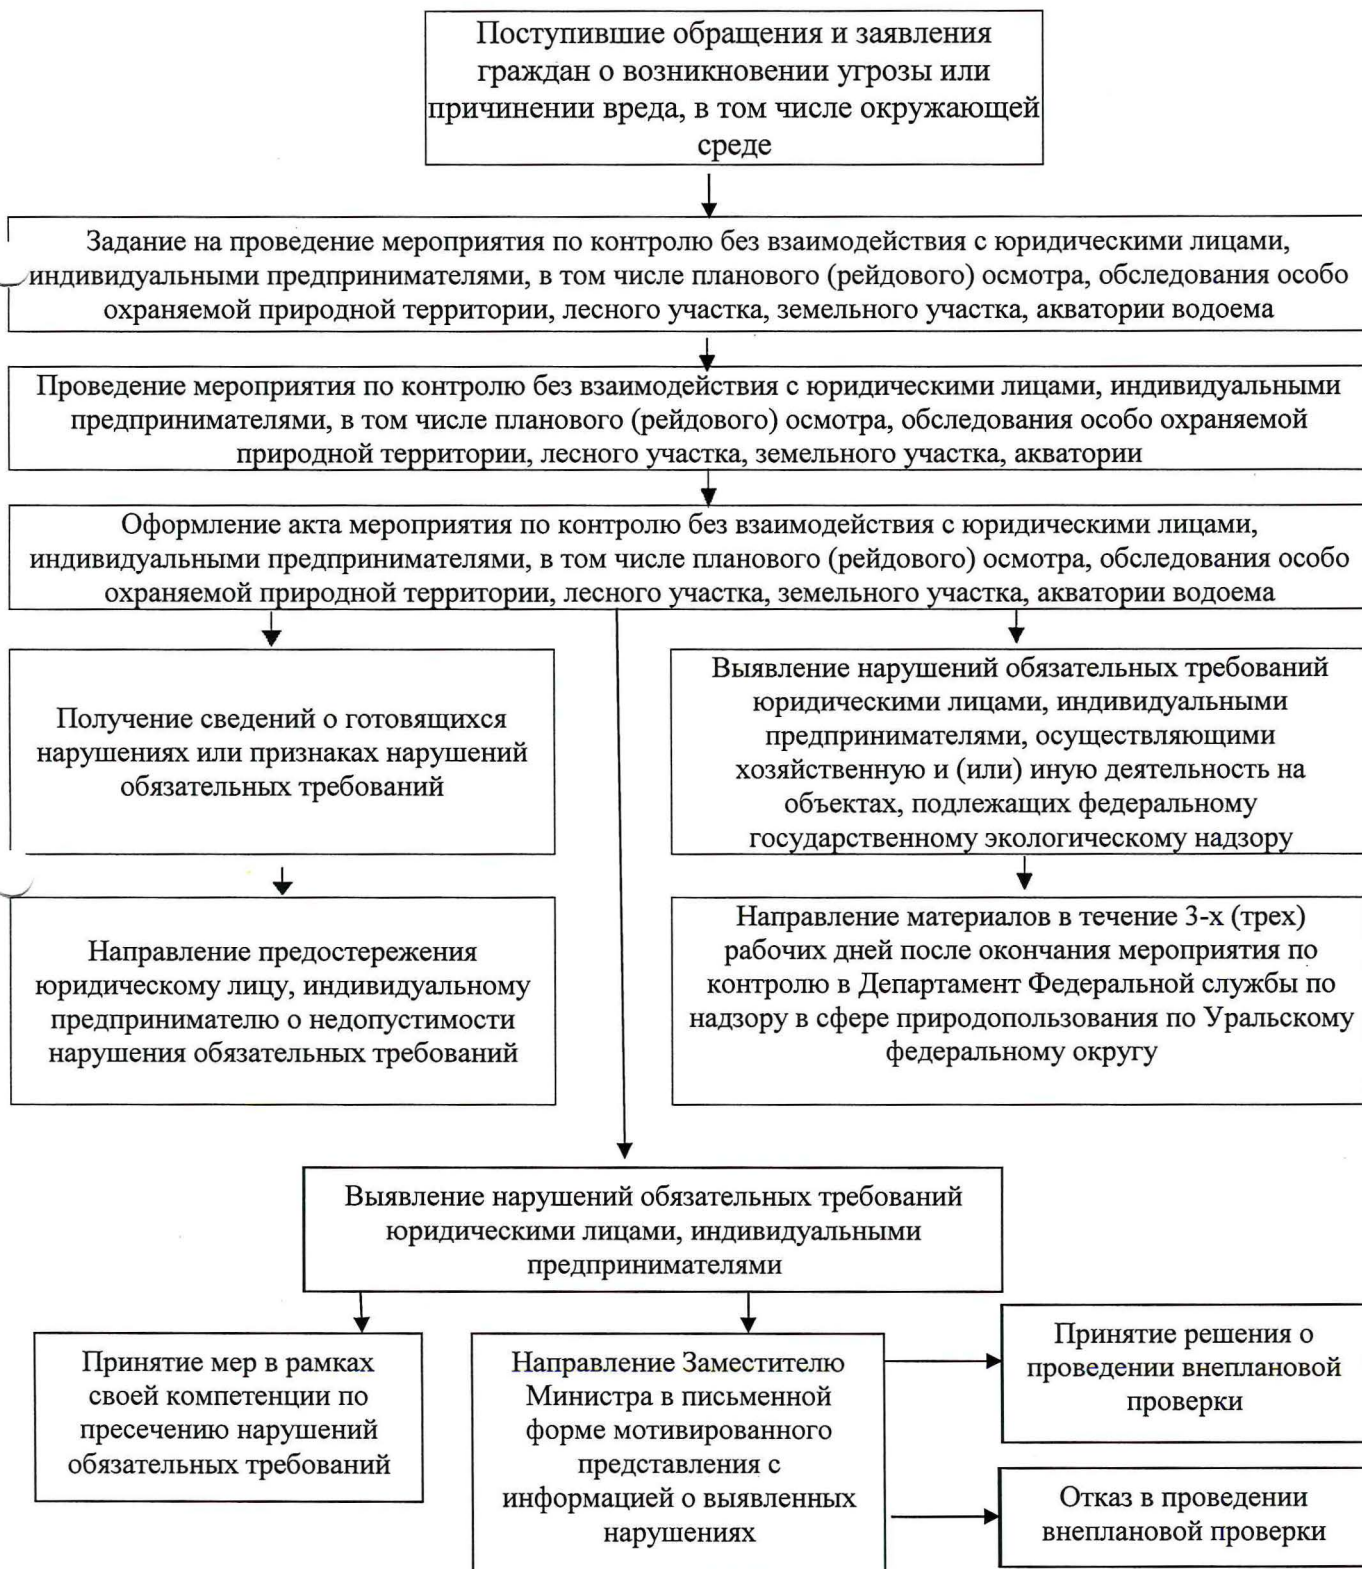 Поступившие обращения и заявления
граждан о возникновении угрозы или
причинении вреда, в том числе окружающей
среде
Задание на проведение мероприятия по контролю без взаимодействия с юридическими лицами,
индивидуальными предпринимателями, в том числе планового (рейдового) осмотра, обследования особо
охраняемой природной территории, лесного участка, земельного участка, акватории водоема
Проведение мероприятия по контролю без взаимодействия с юридическими лицами, индивидуальными
предпринимателями, в том числе планового (рейдового) осмотра, обследования особо охраняемой
природной территории, лесного участка, земельного участка, акватории
Оформление акта мероприятия по контролю без взаимодействия с юридическими лицами,
индивидуальными предпринимателями, в том числе планового (рейдового) осмотра, обследования особо
охраняемой природной территории, лесного участка, земельного участка, акватории водоема
Получение сведений о готовящихся
нарушениях или признаках нарушений
обязательных требований
Выявление нарушений обязательных требований
юридическими лицами, индивидуальными
предпринимателями, осуществляющими
хозяйственную и (или) иную деятельность на
объектах, подлежащих федеральному
государственному экологическому надзору
Направление предостережения
юридическому лицу, индивидуальному
предпринимателю о недопустимости
нарушения обязательных требований
Направление материалов в течение 3-х (трех)
рабочих дней после окончания мероприятия по
контролю в Департамент Федеральной службы по
надзору в сфере природопользования по Уральскому
федеральному округу
Выявление нарушений обязательных требований
юридическими лицами, индивидуальными
предпринимателями
Принятие мер в рамках
своей компетенции по
пресечению нарушений
обязательных требований
Направление Заместителю
Министра в письменной
форме мотивированного
представления с
информацией о выявленных
нарушениях
Принятие решения о
проведении внеплановой
проверки
Отказ в проведении
внеплановой проверки